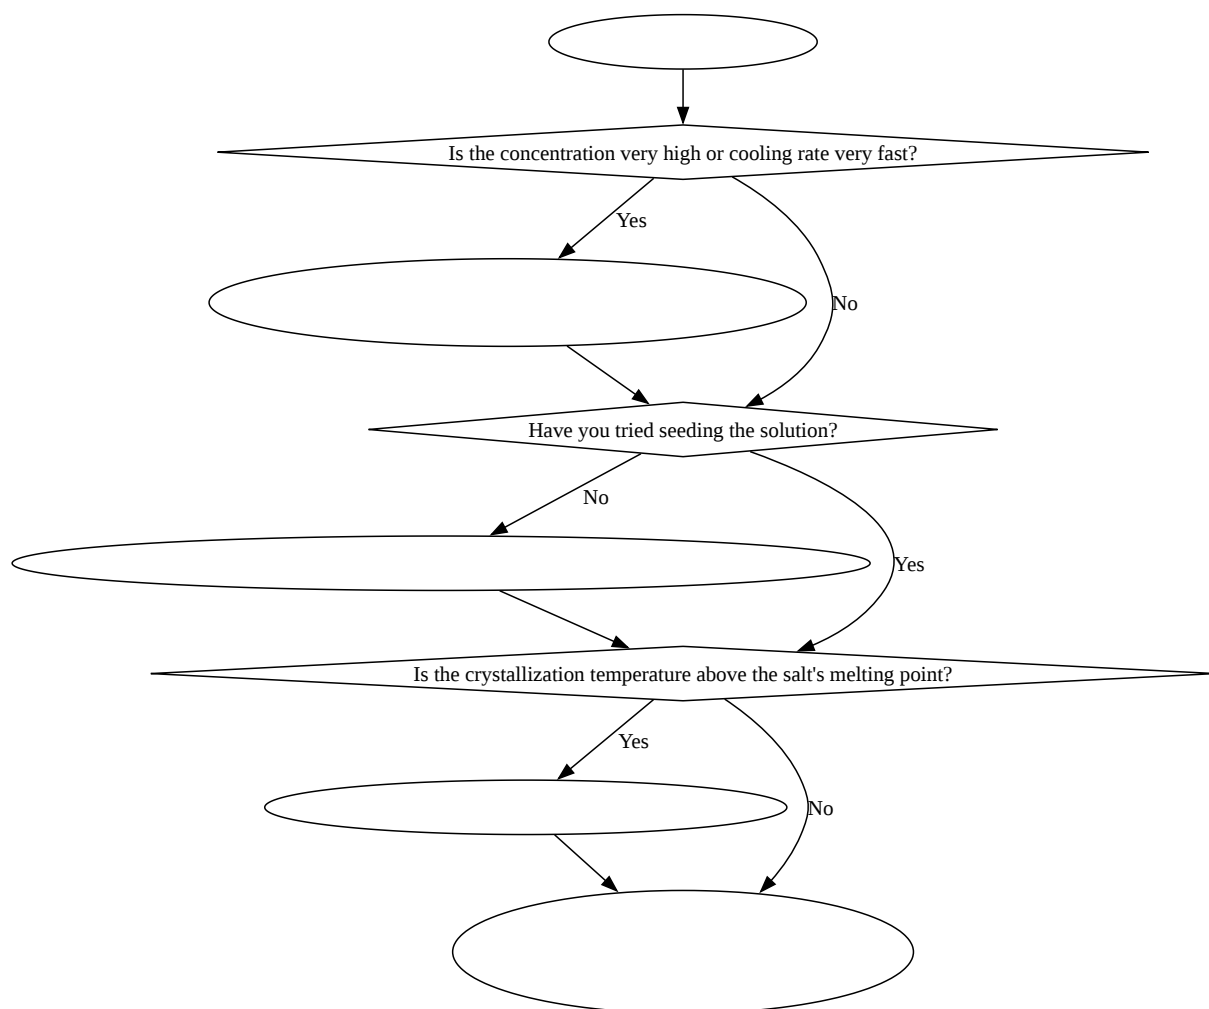 Is the concentration very high or cooling rate very fast?
Yes
No
Have you tried seeding the solution?
No
Yes
Is the crystallization temperature above the salt's melting point?
Yes
No